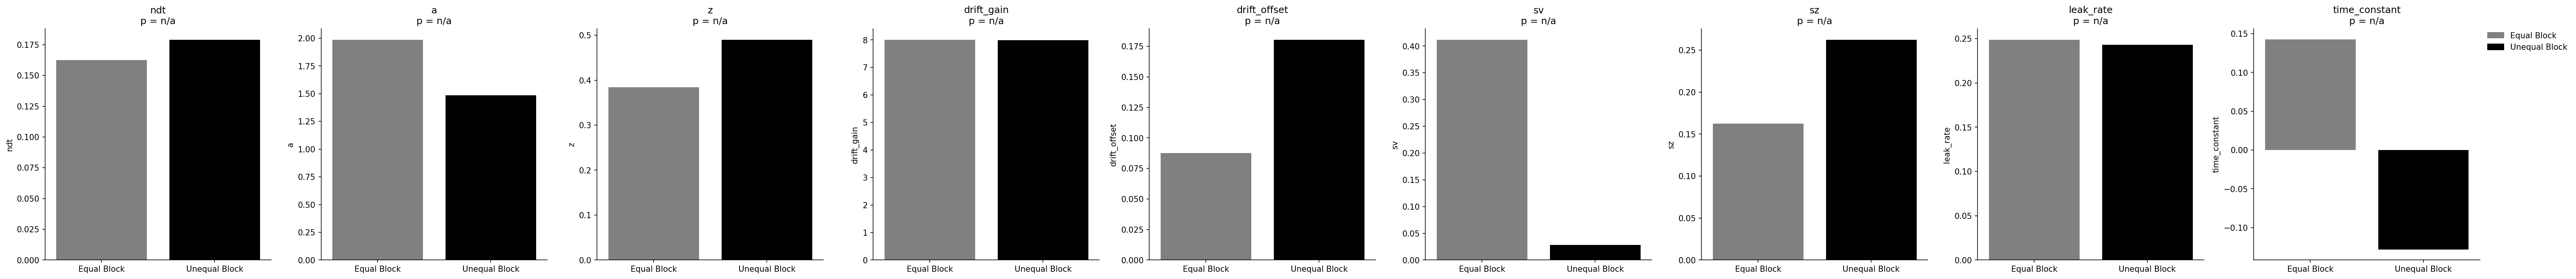 ndt
p = n/a
0.175
0.150
0.125
0.100
0.075
0.050
0.025
0.000
ndt
Equal Block
Unequal Block
a
p = n/a
2.00
1.75
1.50
1.25
1.00
0.75
0.50
0.25
0.00
a
Equal Block
Unequal Block
z
p = n/a
0.5
0.4
0.3
0.2
0.1
0.0
z
Equal Block
Unequal Block
drift_gain
p = n/a
8
7
6
5
4
3
2
1
0
drift_gain
Equal Block
Unequal Block
drift_offset
p = n/a
0.175
0.150
0.125
0.100
0.075
0.050
0.025
0.000
drift_offset
Equal Block
Unequal Block
sv
p = n/a
0.40
0.35
0.30
0.25
0.20
0.15
0.10
0.05
0.00
sv
Equal Block
Unequal Block
sz
p = n/a
0.25
0.20
0.15
0.10
0.05
0.00
sz
Equal Block
Unequal Block
leak_rate
p = n/a
0.25
0.20
0.15
0.10
0.05
0.00
leak_rate
Equal Block
Unequal Block
time_constant
p = n/a
0.15
0.10
0.05
0.00
−0.05
−0.10
time_constant
Equal Block
Unequal Block
Equal Block
Unequal Block